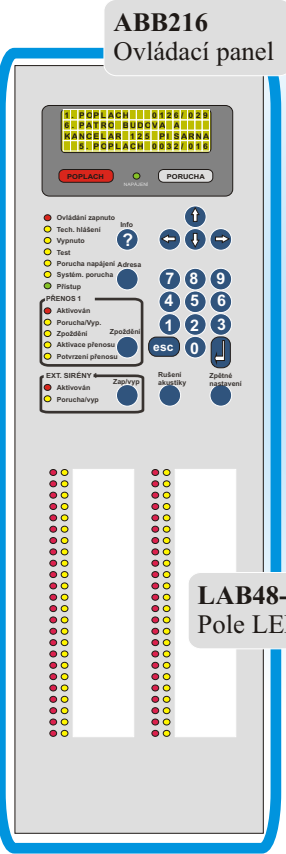 ABB216
Ovládací panel
1. POPLACH 0126/029
6. PATRO BUDOVA A
KANCELAR 125 PISARNA
5. POPLACH 0032/016
POPLACH
NAPÁJENÍ
PORUCHA
Ovládání zapnuto
Tech. hlášení
Vypnuto
Test
Porucha napájení
Systém. porucha
Přístup
Info
?
Adresa
PŘENOS 1
Aktivován
Porucha/Vyp.
Zpoždění
Aktivace přenosu
Potvrzení přenosu
Zpoždění
EXT. SIRÉNY
Aktivován
Porucha/vyp
Zap/vyp
7 8 9
4 5 6
1 2 3
esc 0
Rušení
akustiky
Zpětné
nastavení
LAB48-
Pole LE